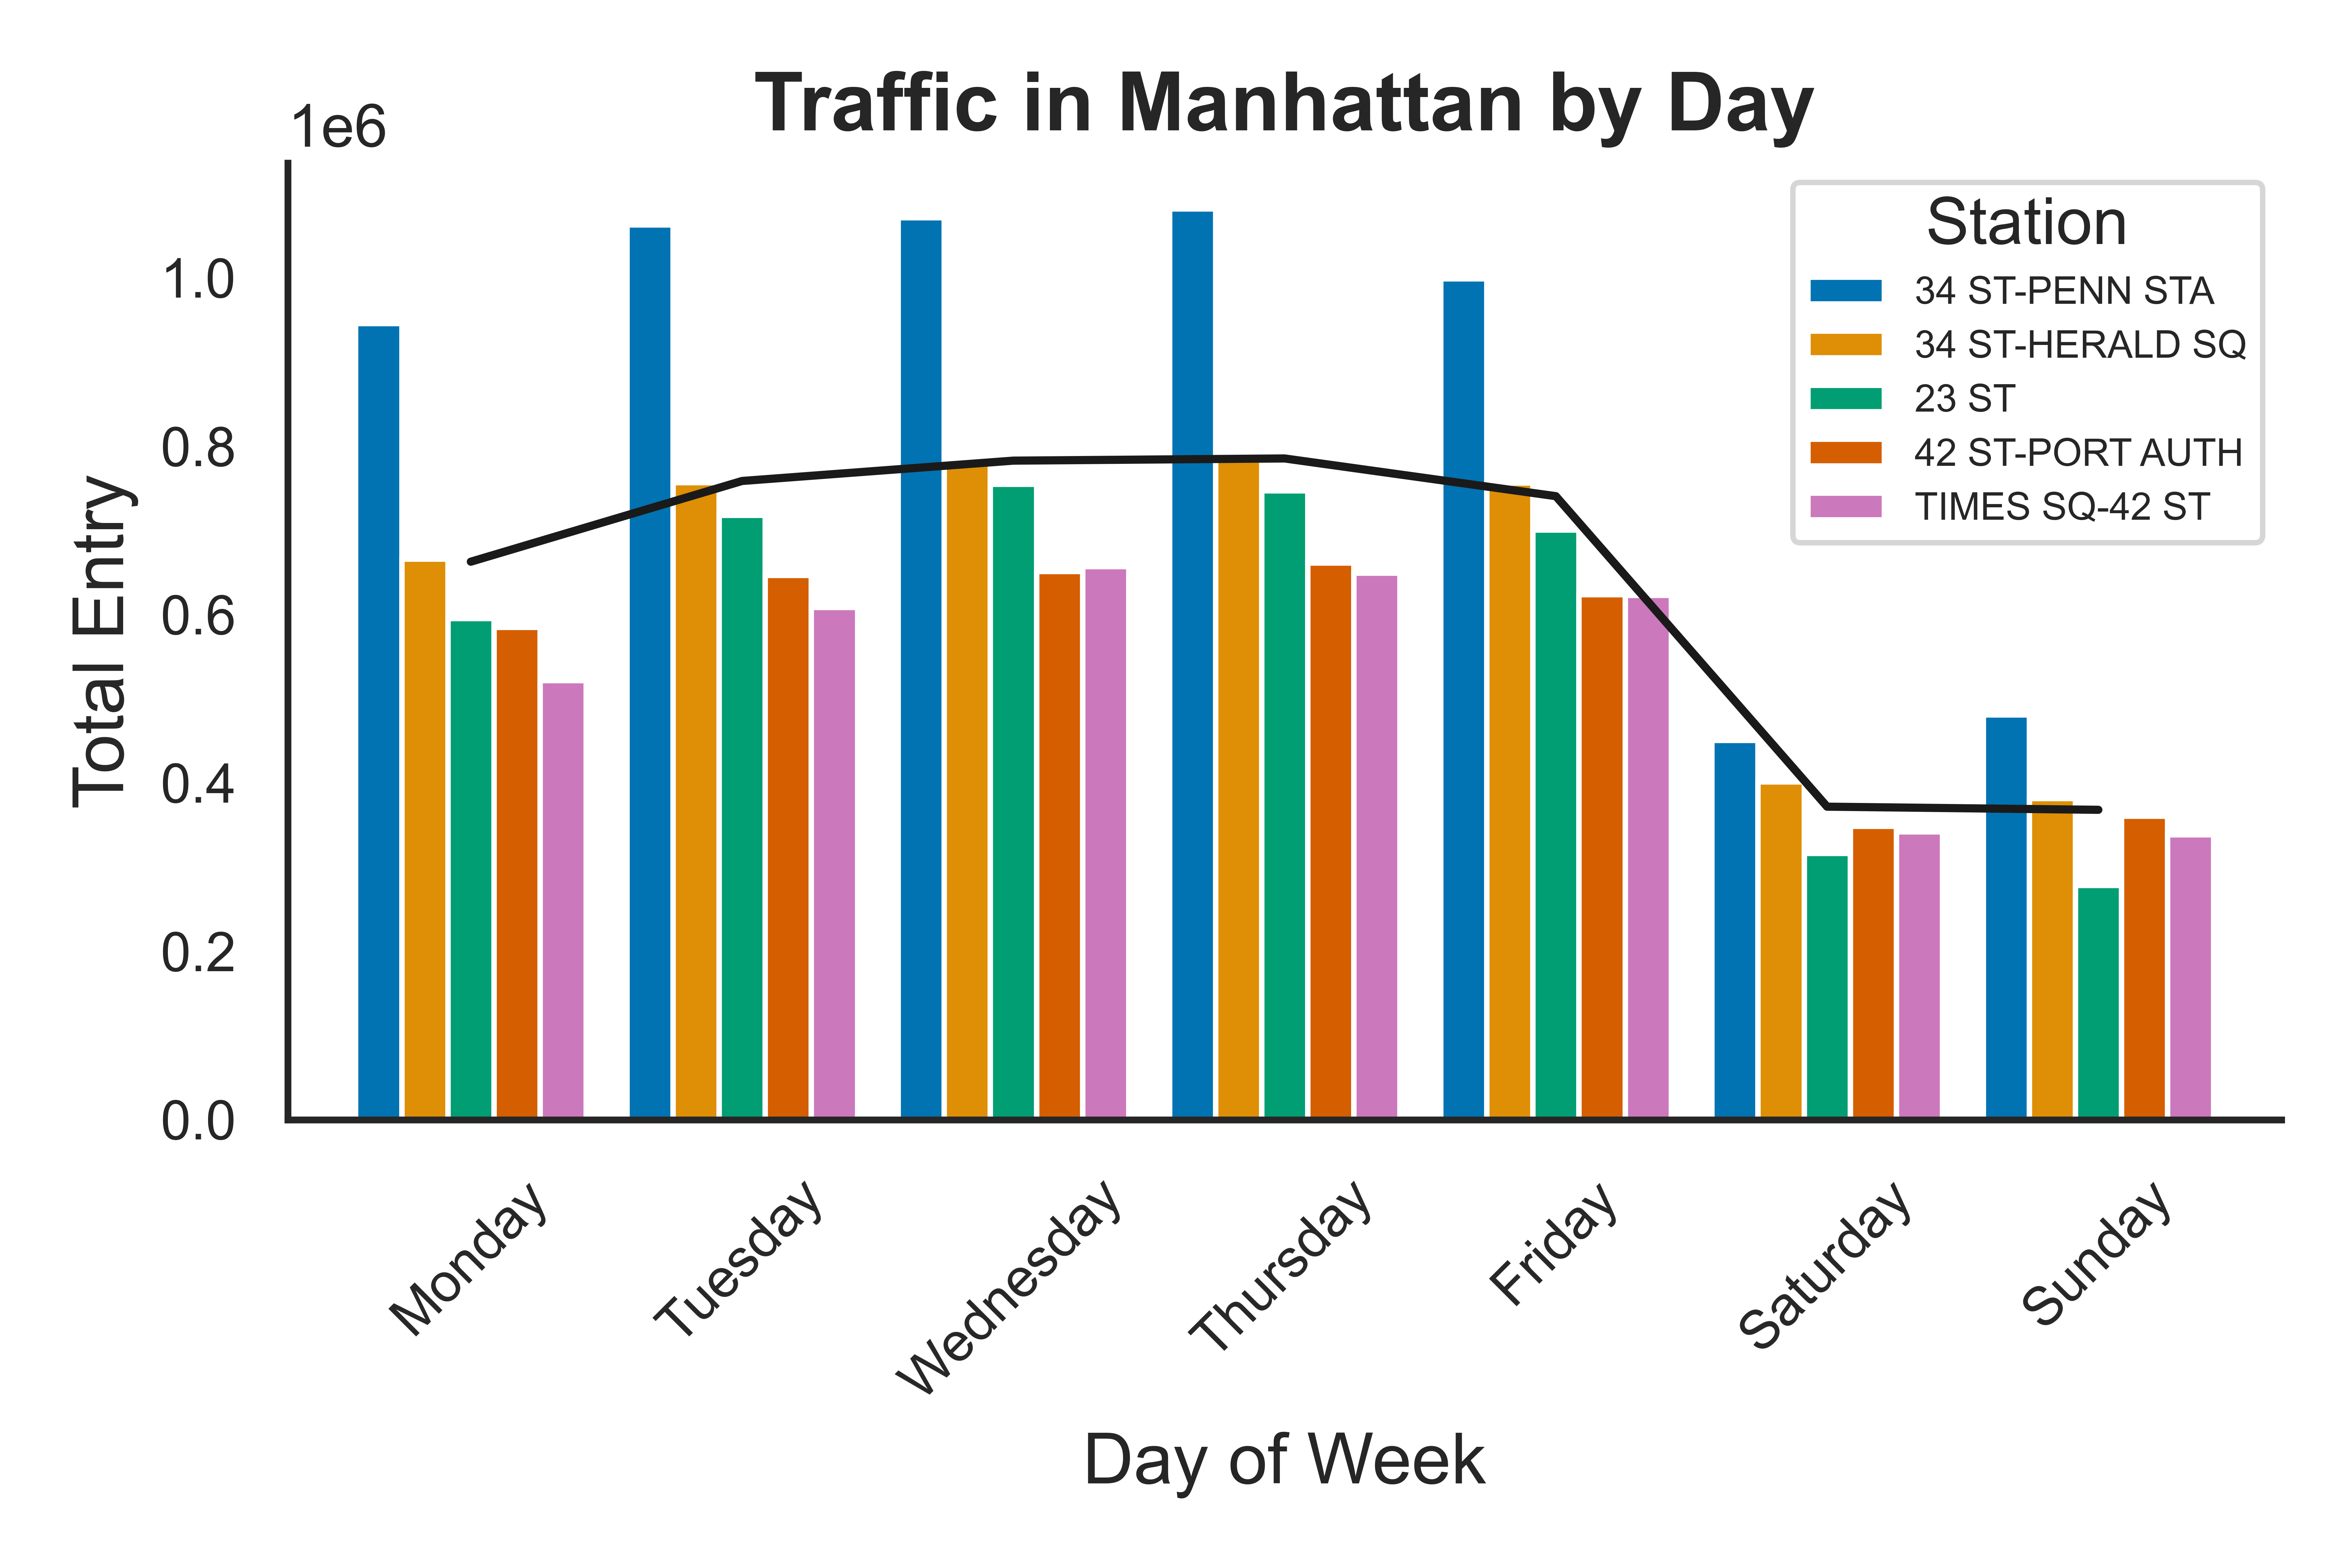 Traffic in Manhattan by Day
1e6
Station
34 ST-PENN STA
34 ST-HERALD SQ
23 ST
42 ST-PORT AUTH
TIMES SQ-42 ST
Total Entry
1.0
0.8
0.6
0.4
0.2
0.0
Monday
Tuesday
Wednesday
Thursday
Friday
Saturday
Sunday
Day of Week